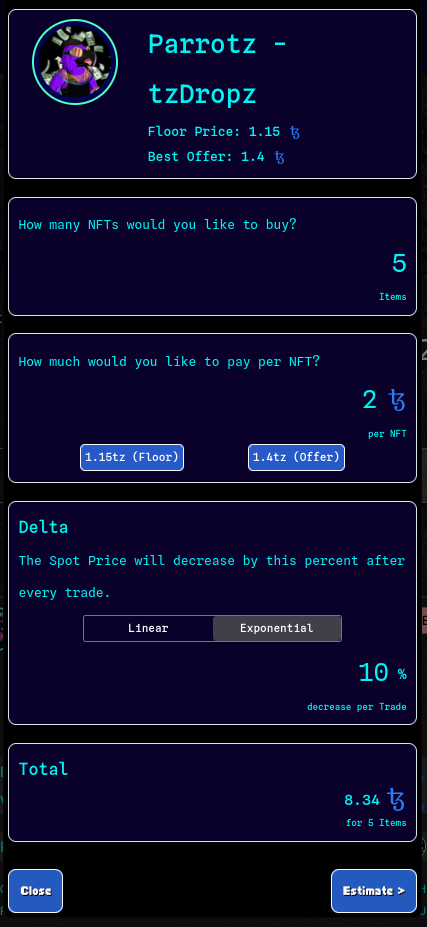 Parrotz -
tzDropz
Floor Price: 1.15 ꜩ
Best Offer: 1.4 ꜩ
How many NFTs would you like to buy?
5
Items
How much would you like to pay per NFT?
2 ꜩ
per NFT
1.15tz (Floor) 1.4tz (Offer)
Delta
The Spot Price will decrease by this percent after
every trade.
Linear Exponential
10 %
decrease per Trade
Total
8.34 ꜩ
for 5 Items
Close Estimate >